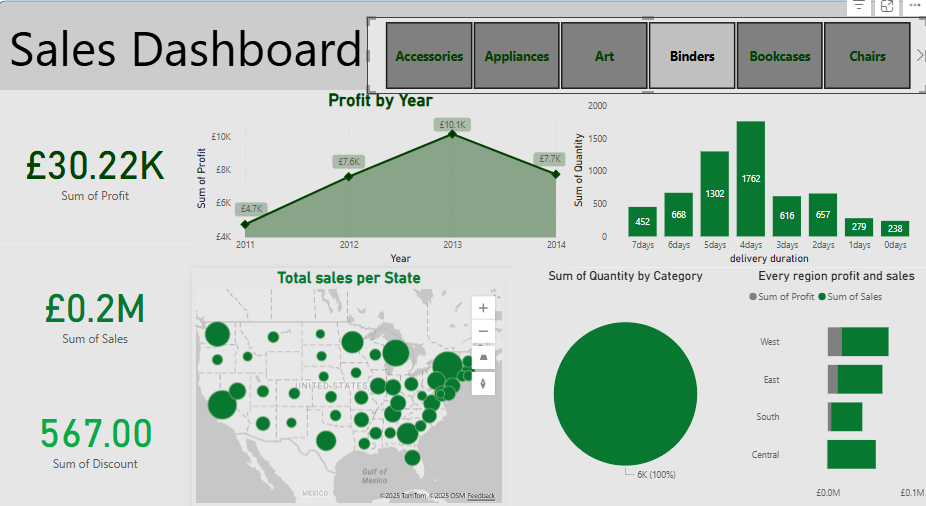 Sales Dashboard
Accessories
Appliances
Art
Binders
Bookcases
Chairs
£30.22K
Sum of Profit
£0.2M
Sum of Sales
567.00
Sum of Discount
Profit by Year
Sum of Profit
£10K
£8K
£6K
£4K
£4.7K
£7.6K
£10.1K
£7.7K
2011
2012
2013
2014
Year
Sum of Quantity
2000
1500
1000
500
0
452
668
1302
1762
616
657
279
238
7days
6days
5days
4days
3days
2days
1days
0days
delivery duration
Total sales per State
UNITED STATES
Gulf of
Mexico
MEXICO
©2025 TomTom, ©2025 OSM Feedback
Sum of Quantity by Category
6K (100%)
Every region profit and sales
Sum of Profit
Sum of Sales
West
East
South
Central
£0.0M
£0.1M